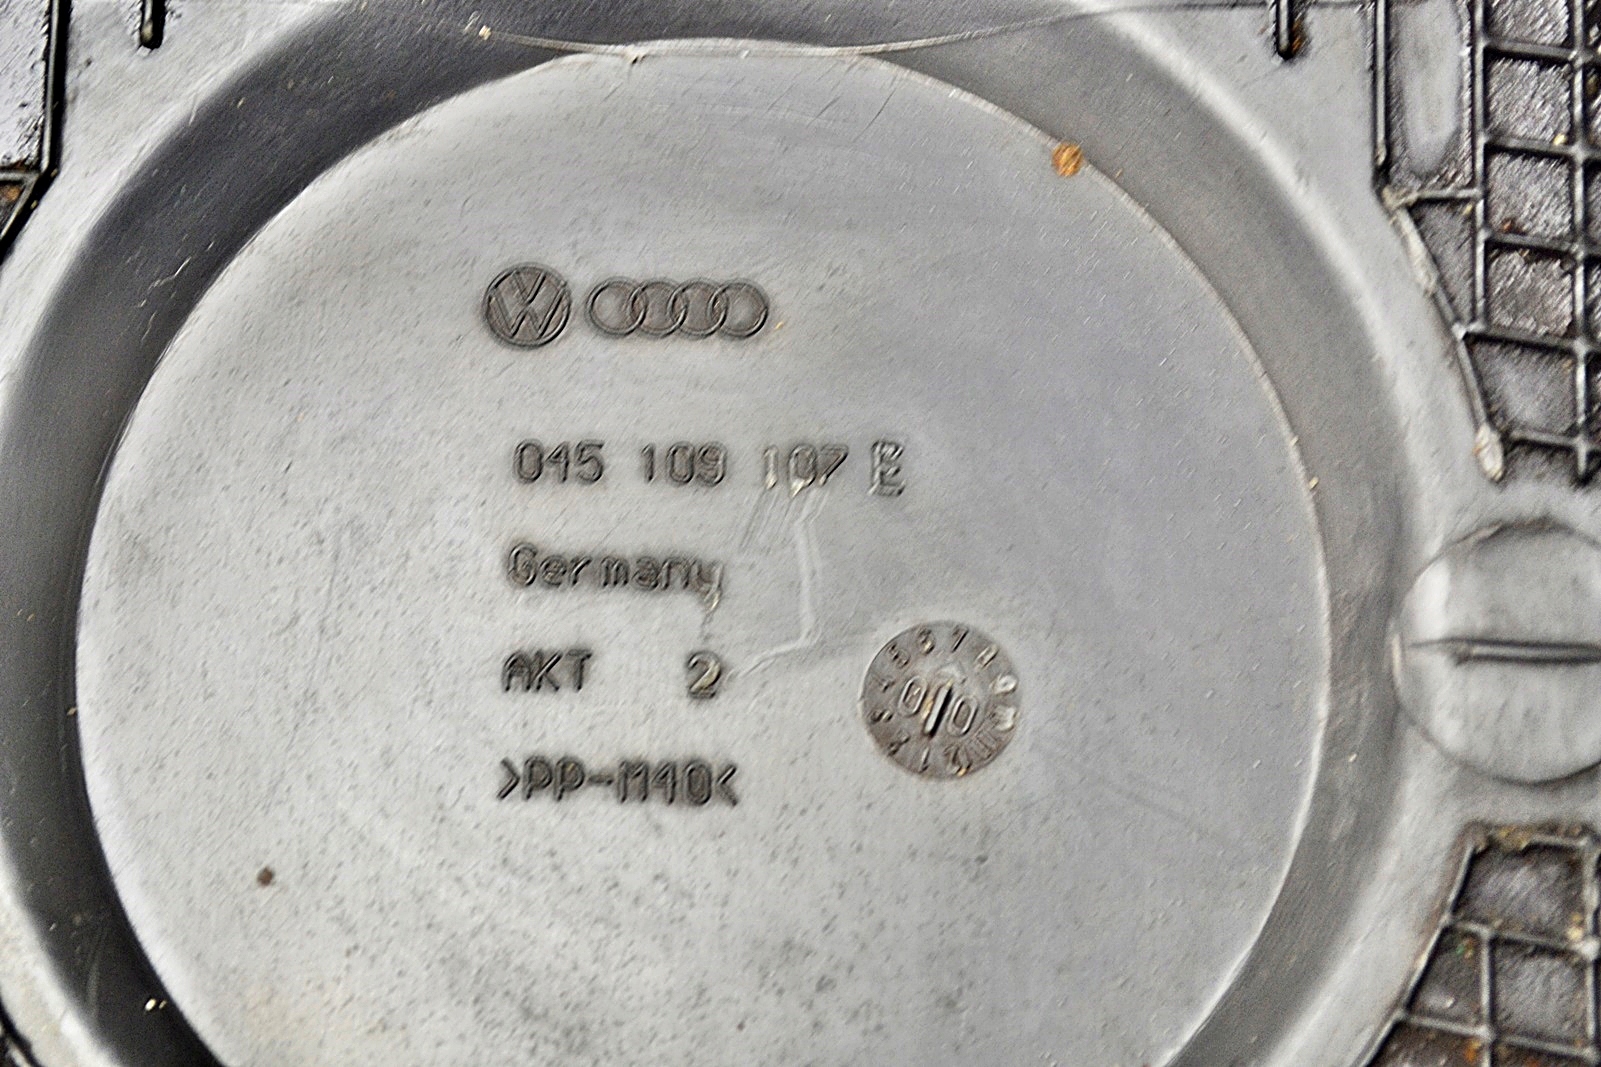 045 109 107 E
Germany
AKT 2
>PP-M40<